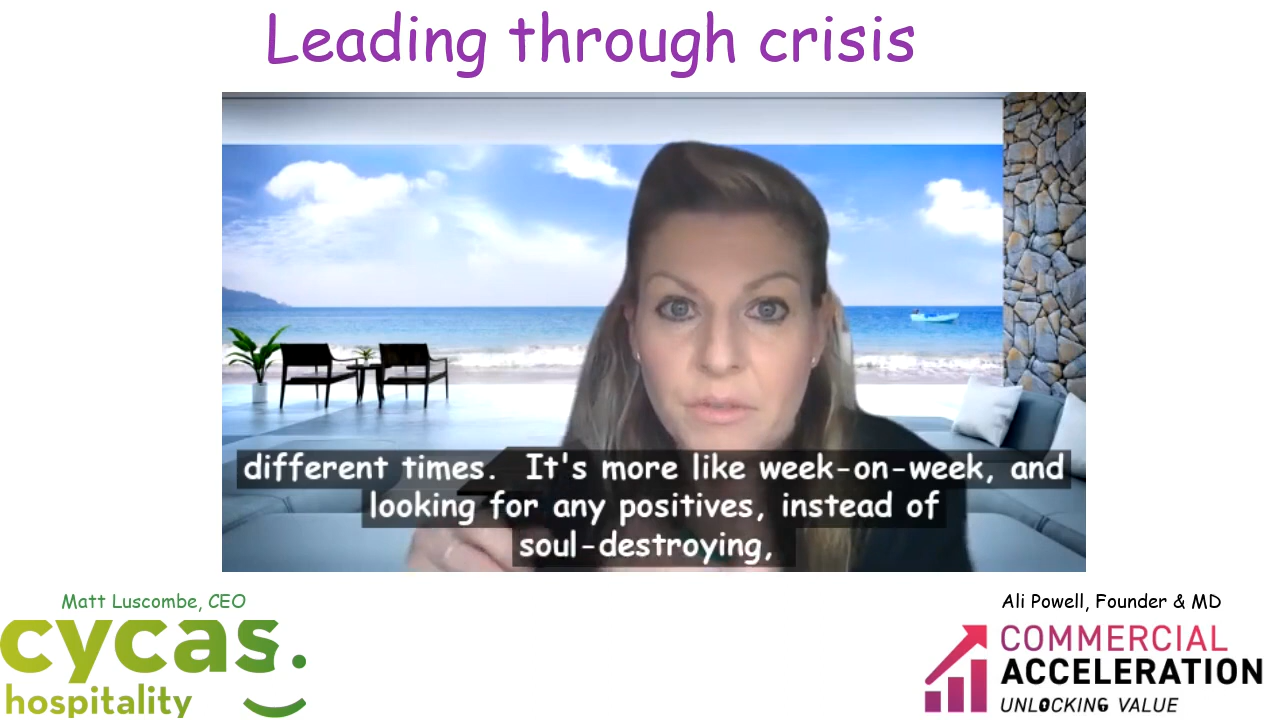 Leading through crisis
different times.  It's more like week-on-week, and
looking for any positives, instead of
soul-destroying,
Matt Luscombe, CEO
cycas.
hospitality
Ali Powell, Founder & MD
COMMERCIAL
ACCELERATION
UNLOCKING VALUE